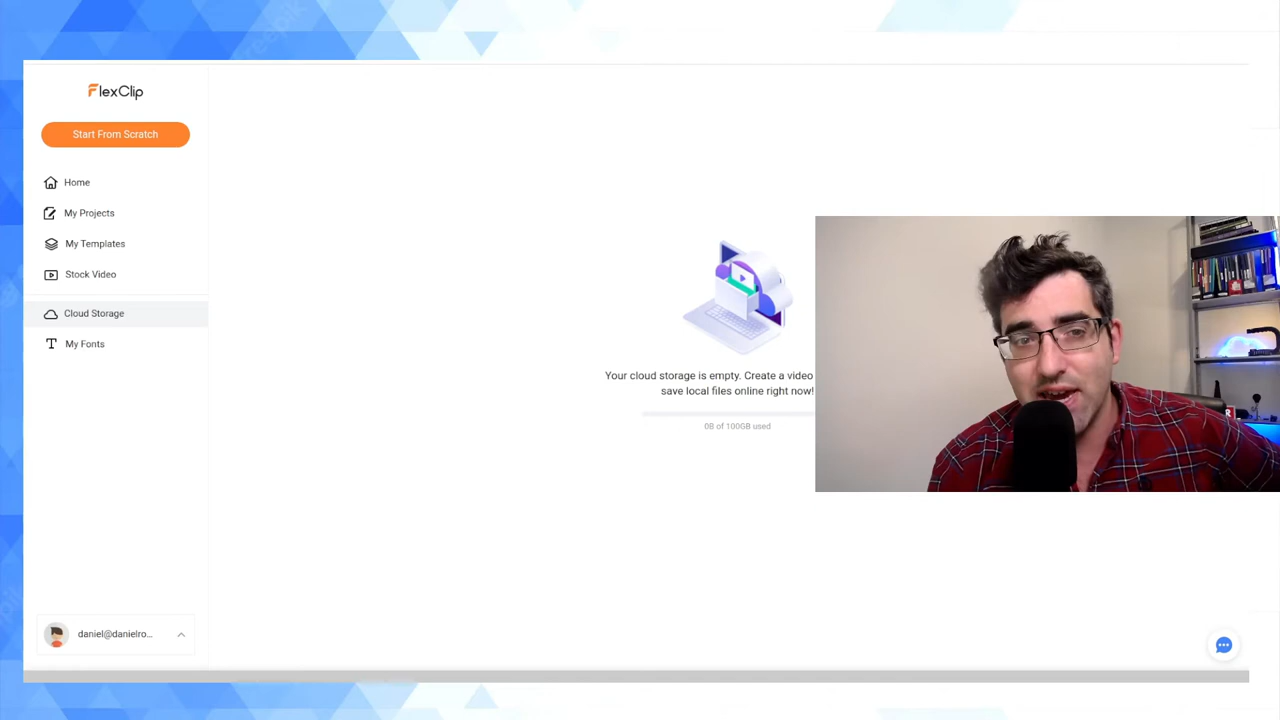 FlexClip
Start From Scratch
Home
My Projects
My Templates
Stock Video
Cloud Storage
My Fonts
Your cloud storage is empty. Create a video
save local files online right now!
0B of 100GB used
daniel@danielro...